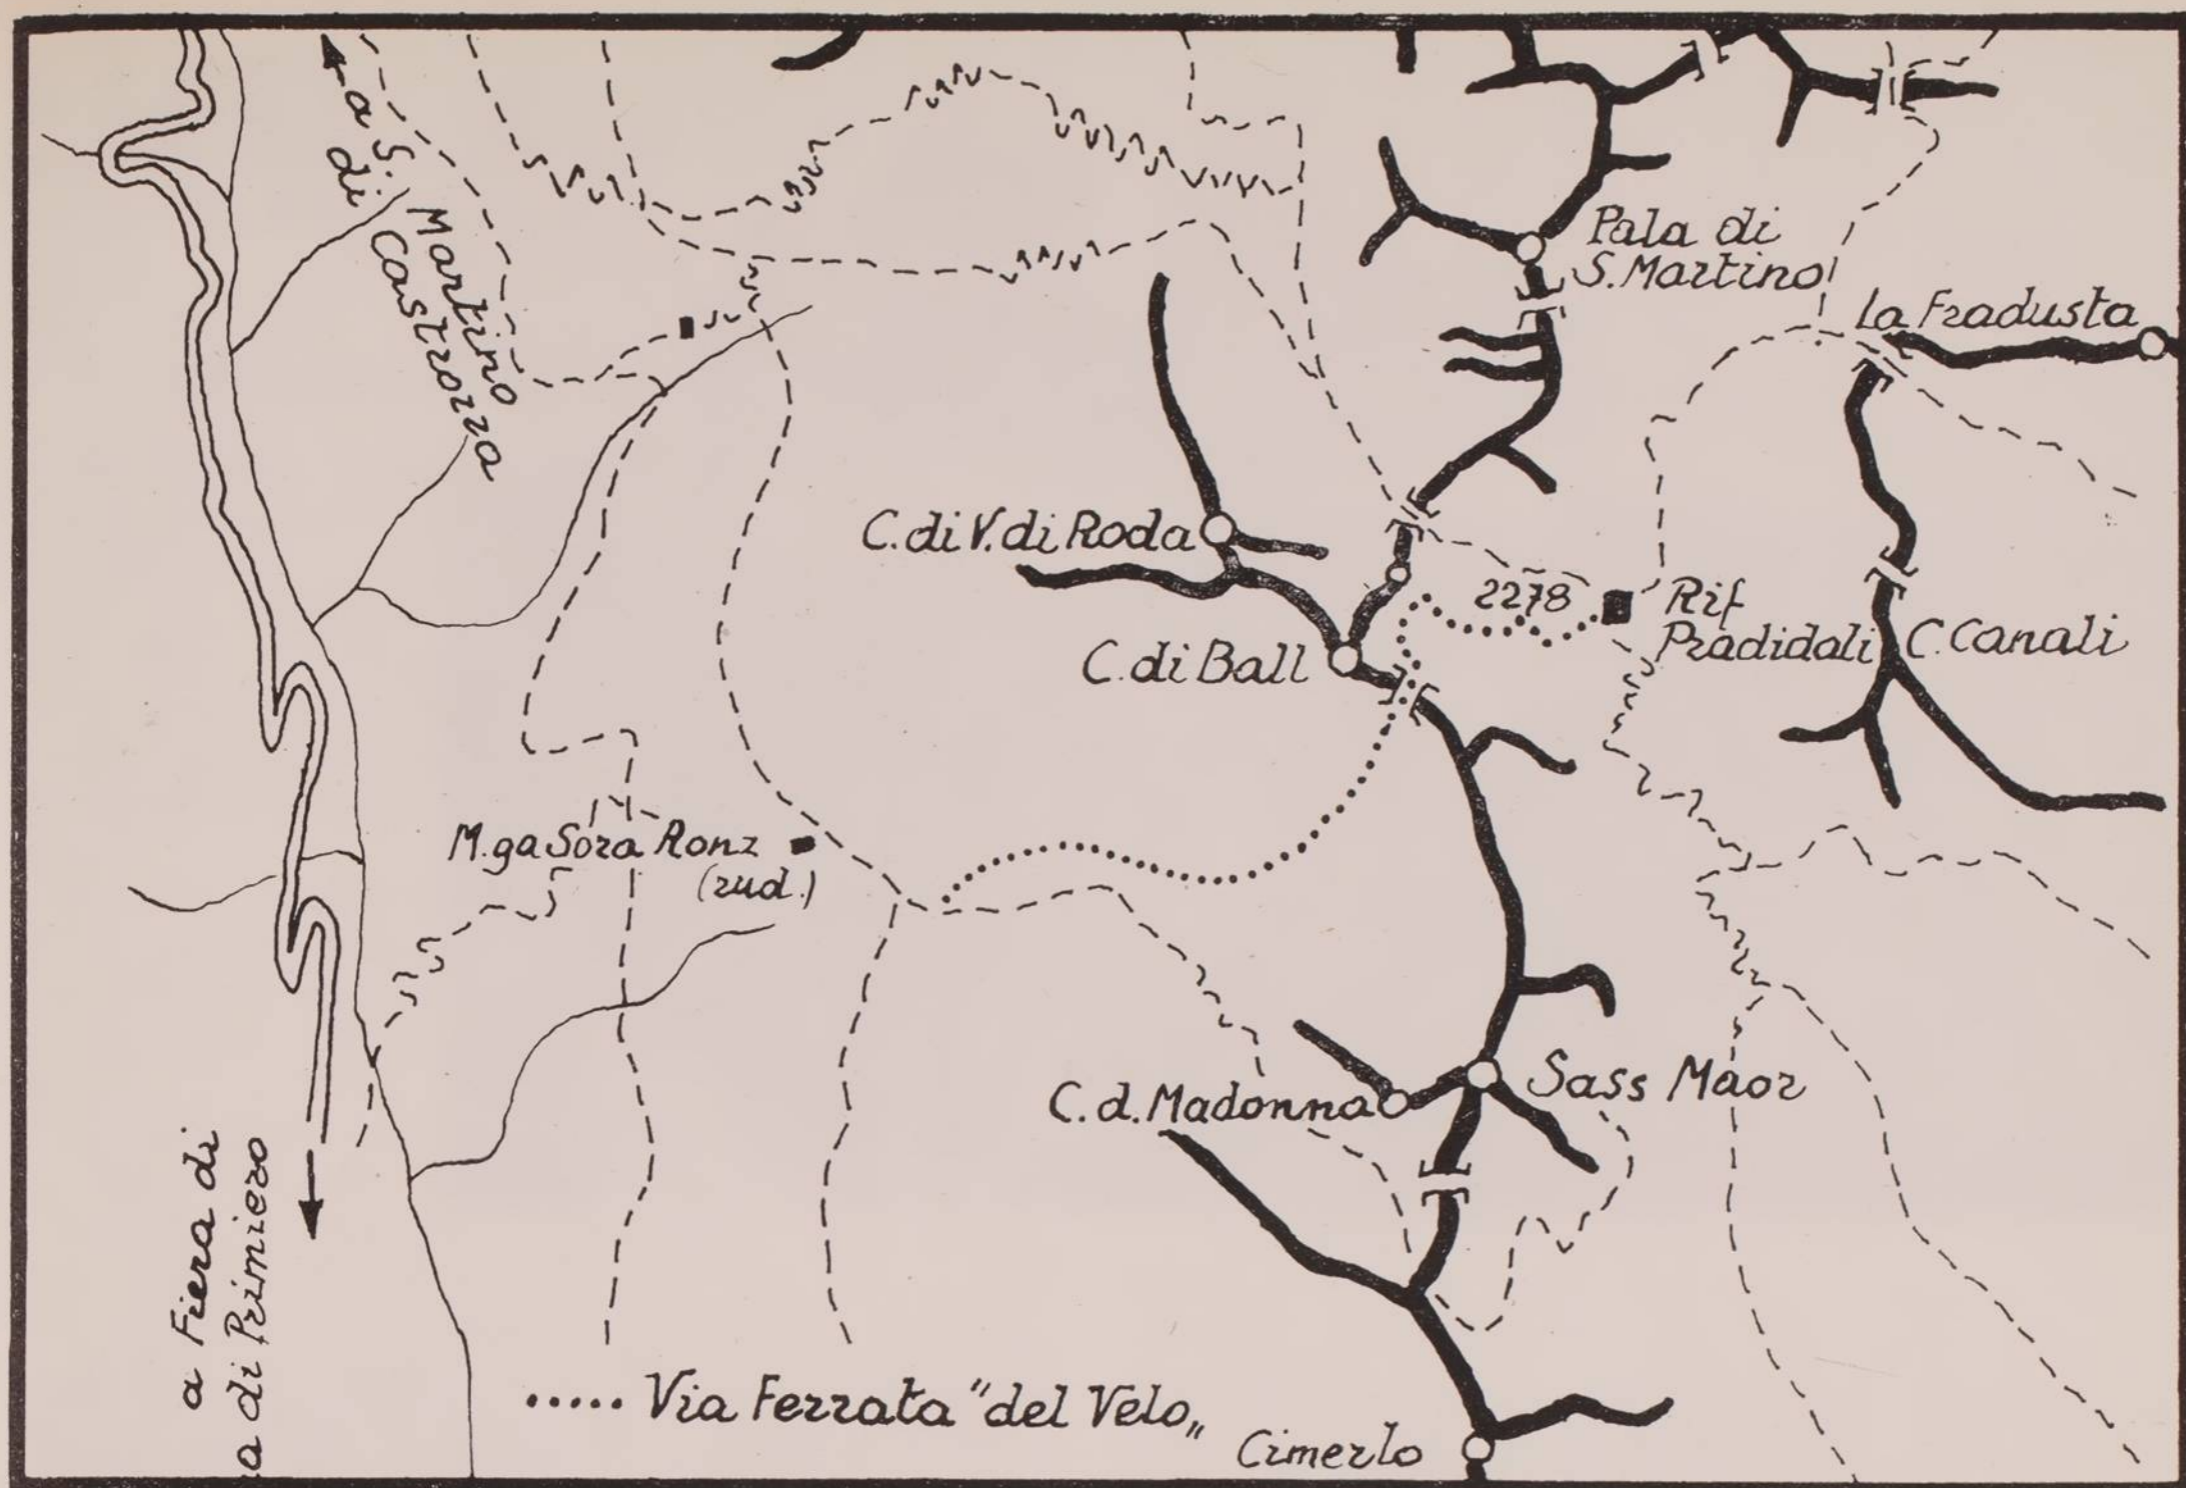 a S. Martino
di Castrozza
Pala di
S. Martino
La Fradusta
C. di V. di Roda
2278
Rif
Pradidali
C. Canali
C. di Ball
M.ga Sora Ronz
(rud.)
C. d. Madonna
Sass Maor
a Fiera di
a di Primiero
..... Via Ferrata "del Velo„
Cimerlo